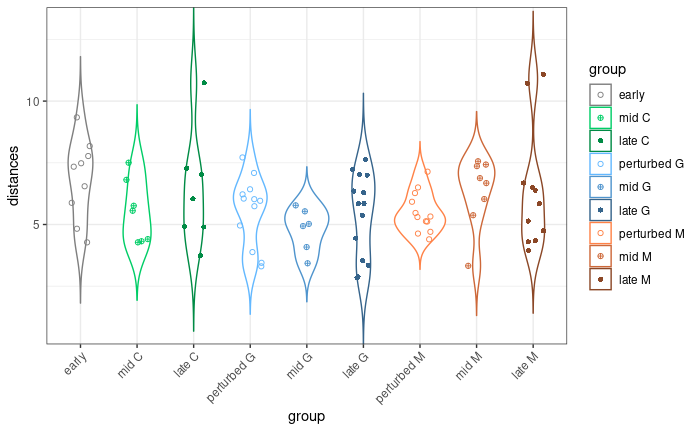 distances
10
5
early
mid C
late C
perturbed G
mid G
late G
perturbed M
mid M
late M
group
group
early
mid C
late C
perturbed G
mid G
late G
perturbed M
mid M
late M